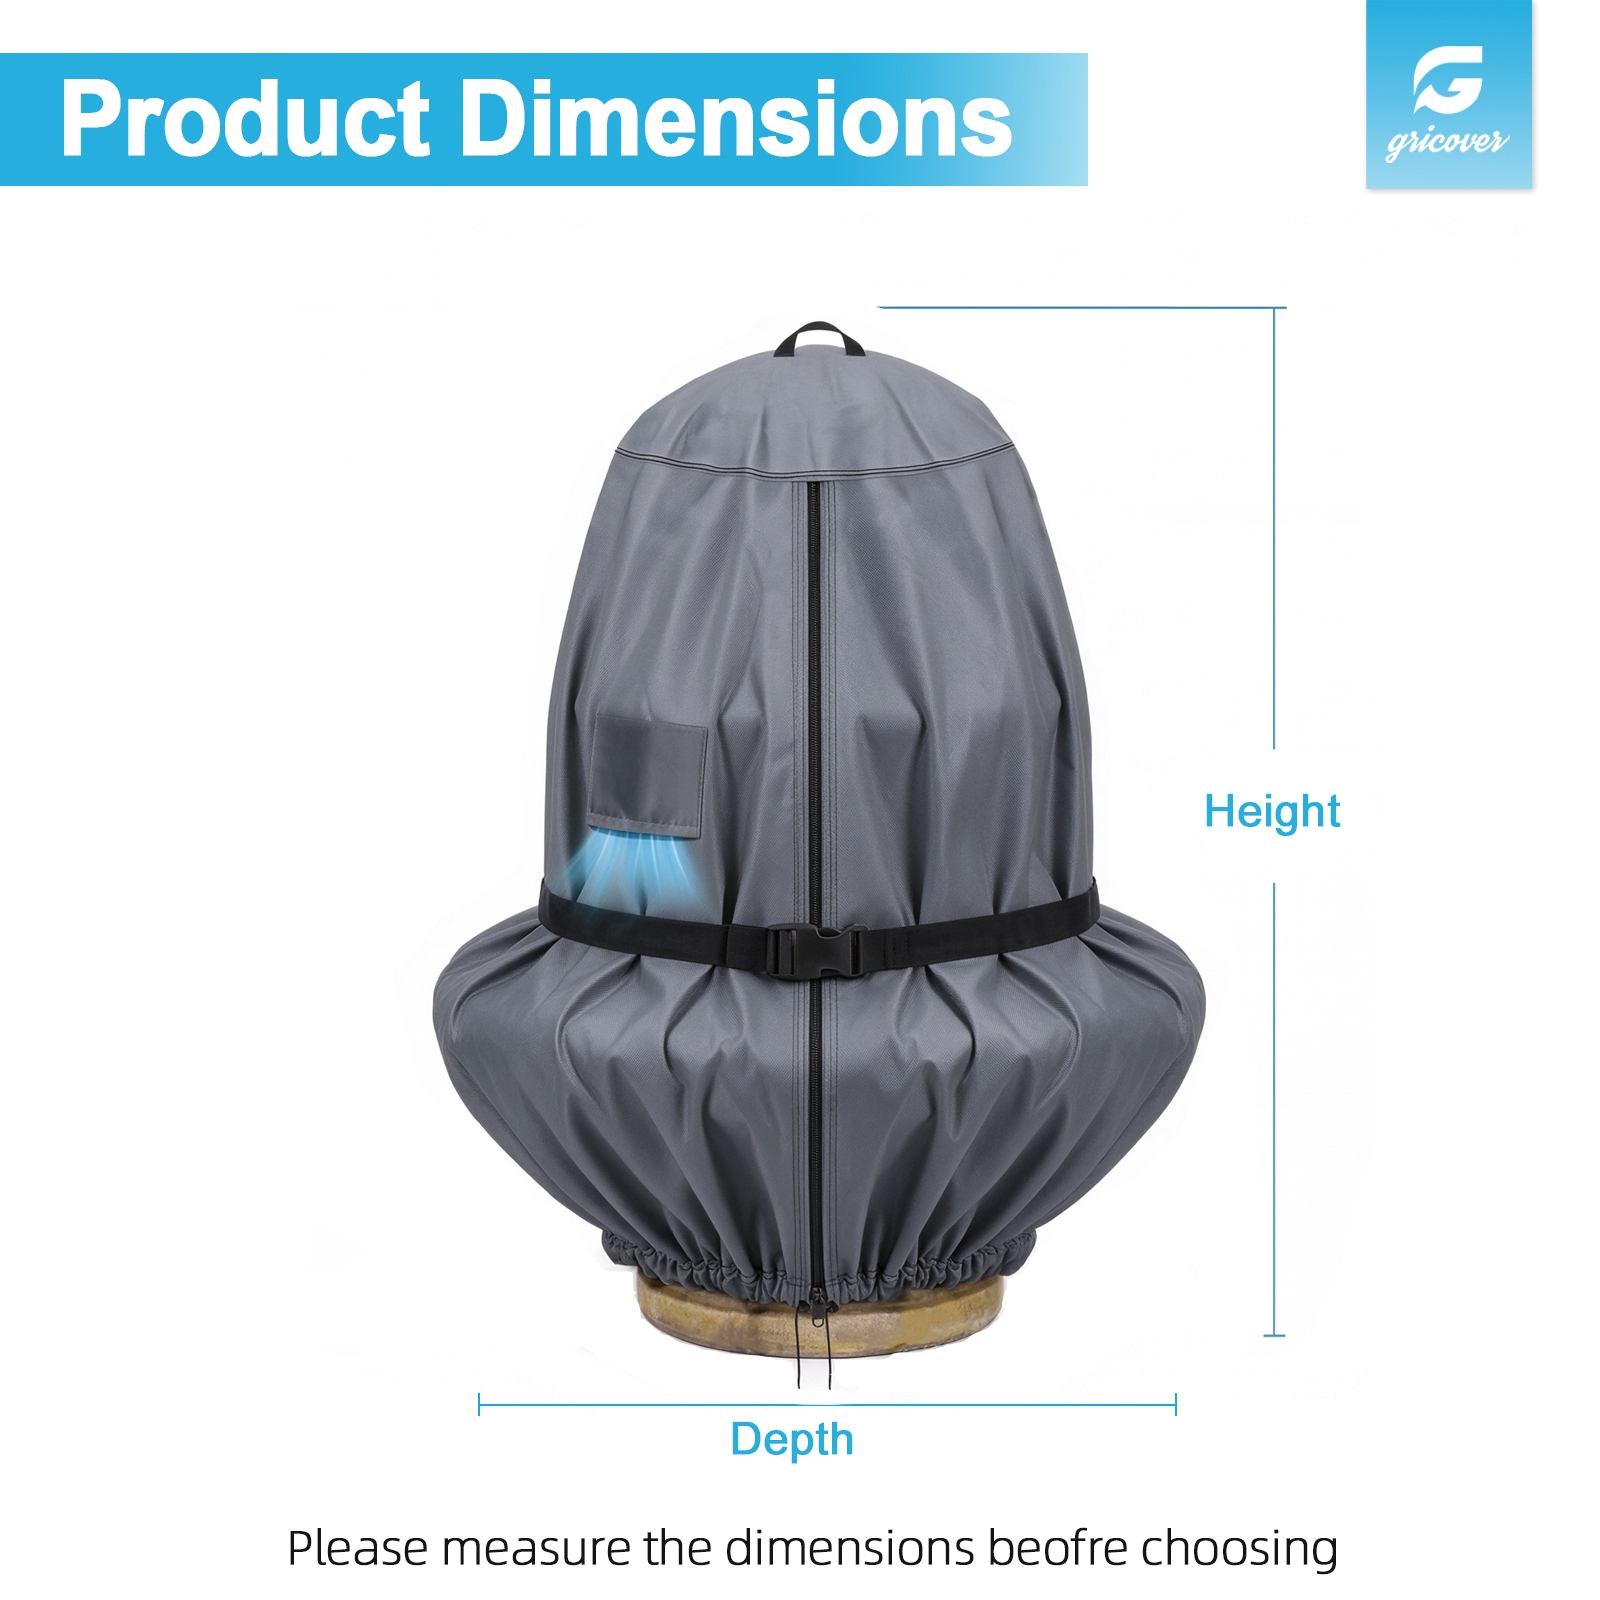 Product Dimensions
gricover
Height
Depth
Please measure the dimensions beofre choosing